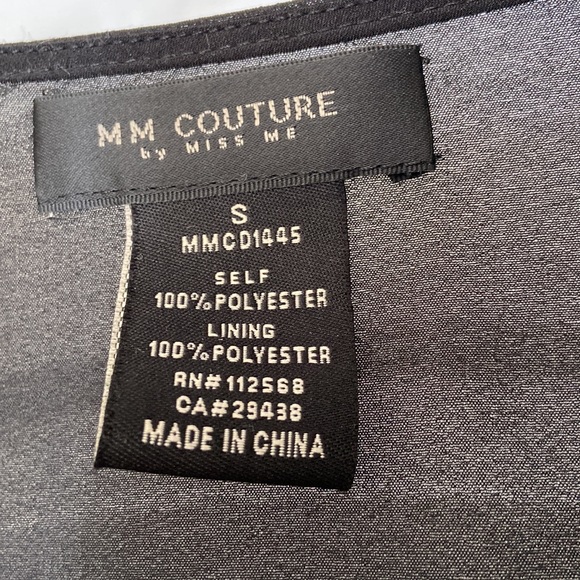 MM COUTURE
by MISS ME
S
MMCD1445
SELF
100% POLYESTER
LINING
100% POLYESTER
RN# 112568
CA# 29438
MADE IN CHINA